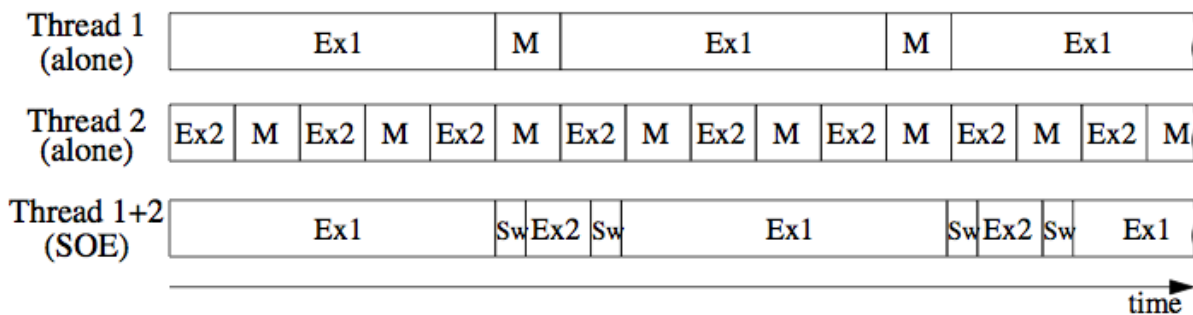 Thread 1
(alone)
Ex1 M Ex1 M Ex1
Thread 2
(alone)
Ex2 M Ex2 M Ex2 M Ex2 M Ex2 M Ex2 M Ex2 M Ex2 M
Thread 1+2
(SOE)
Ex1 Sw Ex2 Sw Ex1 Sw Ex2 Sw Ex1
time